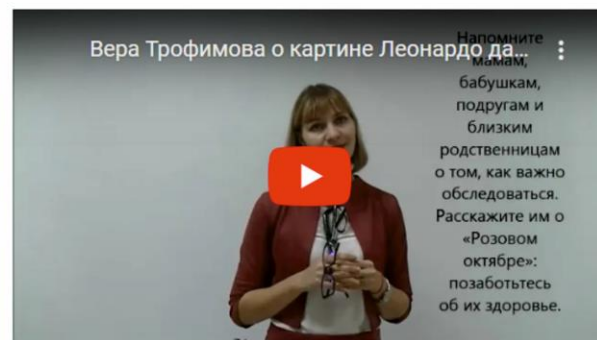 Вера Трофимова о картине Леонардо да...
Напомните
мамам,
бабушкам,
подругам и
близким
родственницам
о том, как важно
обследоваться.
Расскажите им о
«Розовом
октябре»:
позаботьтесь
об их здоровье.